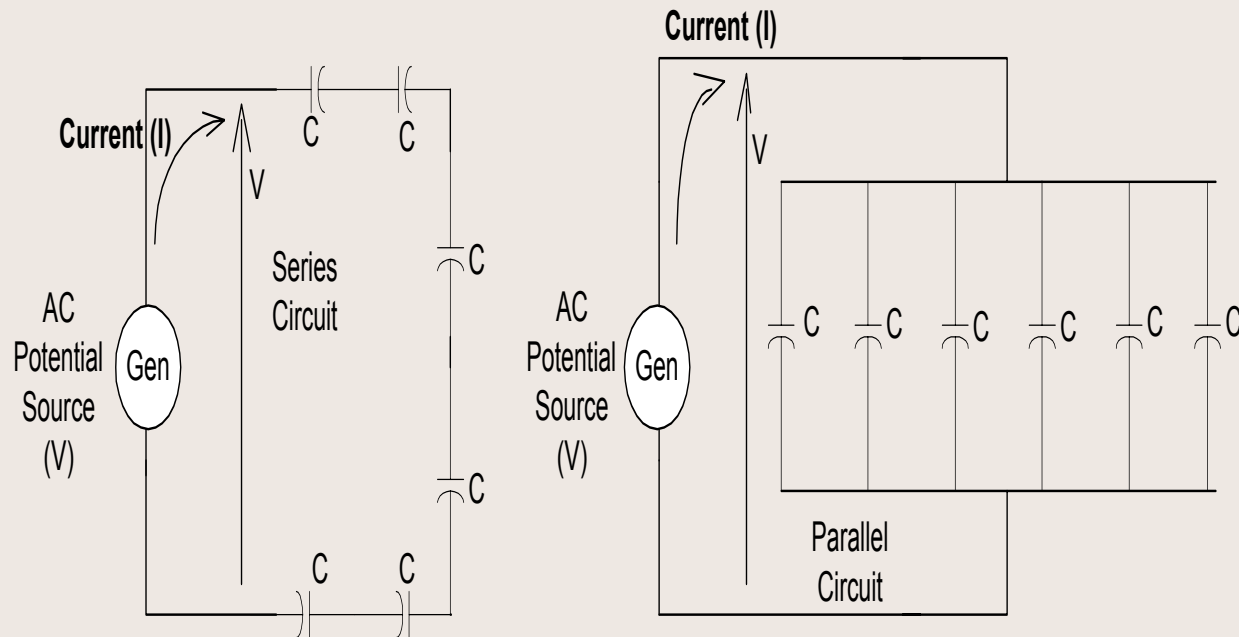 Current (I)
C
C
V
C
Series
Circuit
AC
Potential
Source
(V)
Gen
C
C
C
Current (I)
V
C
C
C
C
C
C
AC
Potential
Source
(V)
Gen
Parallel
Circuit